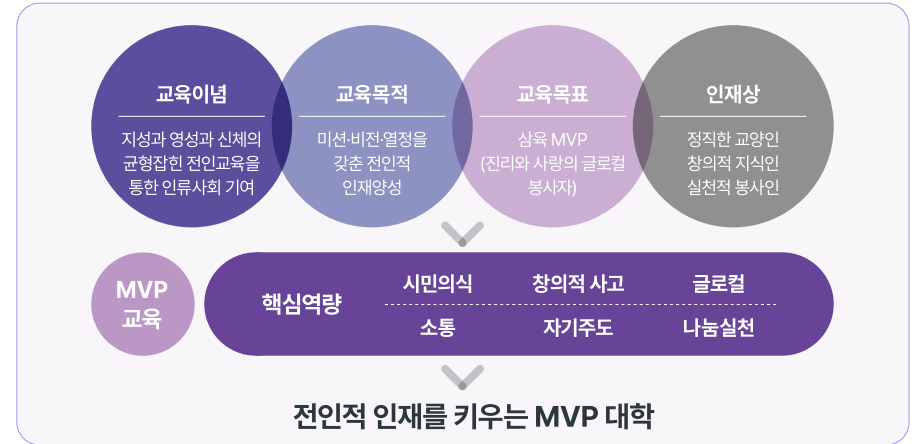 교육이념
지성과 영성과 신체의
균형잡힌 전인교육을
통한 인류사회 기여
교육목적
미션·비전·열정을
갖춘 전인적
인재양성
교육목표
삼육 MVP
(진리와 사랑의 글로컬
봉사자)
인재상
정직한 교양인
창의적 지식인
실천적 봉사인
MVP
교육
핵심역량
시민의식 창의적 사고 글로컬
소통 자기주도 나눔실천
전인적 인재를 키우는 MVP 대학